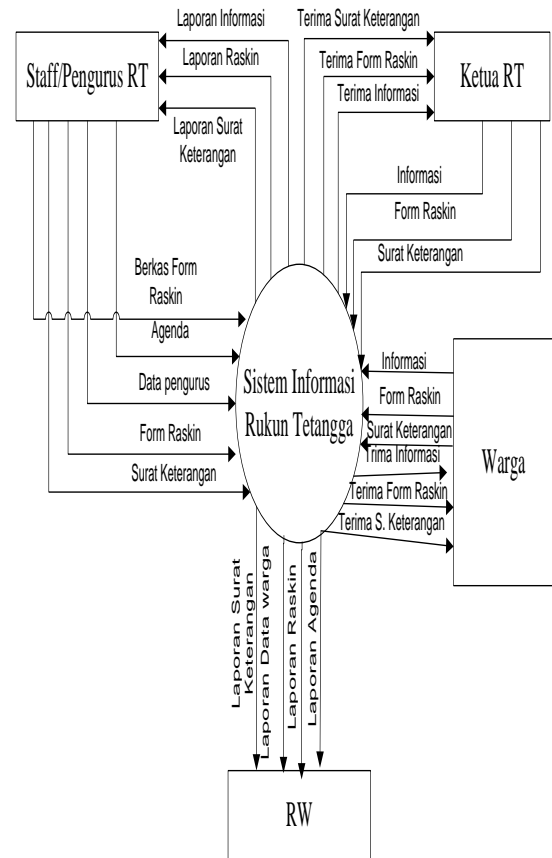 Laporan Informasi
Laporan Raskin
Staff/Pengurus RT
Laporan Surat
Keterangan
Terima Surat Keterangan
Terima Form Raskin
Terima Informasi
Ketua RT
Informasi
Form Raskin
Surat Keterangan
Berkas Form
Raskin
Agenda
Data pengurus
Form Raskin
Surat Keterangan
Sistem Informasi
Rukun Tetangga
Informasi
Form Raskin
Surat Keterangan
Trima Informasi
Terima Form Raskin
Terima S. Keterangan
Warga
Laporan Surat
Keterangan
Laporan Data warga
Laporan Raskin
Laporan Agenda
RW